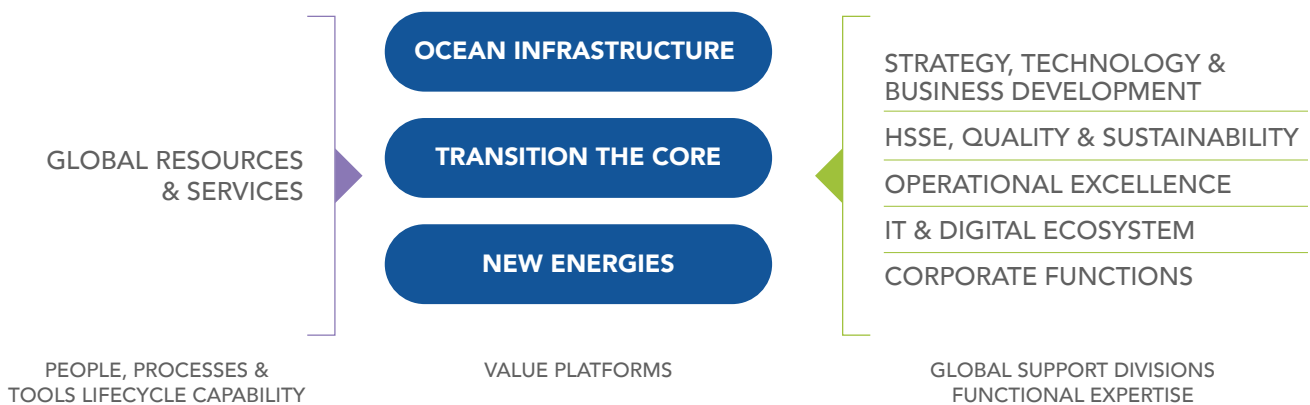 GLOBAL RESOURCES
& SERVICES
PEOPLE, PROCESSES &
TOOLS LIFECYCLE CAPABILITY
OCEAN INFRASTRUCTURE
TRANSITION THE CORE
NEW ENERGIES
VALUE PLATFORMS
STRATEGY, TECHNOLOGY &
BUSINESS DEVELOPMENT
HSSE, QUALITY & SUSTAINABILITY
OPERATIONAL EXCELLENCE
IT & DIGITAL ECOSYSTEM
CORPORATE FUNCTIONS
GLOBAL SUPPORT DIVISIONS
FUNCTIONAL EXPERTISE